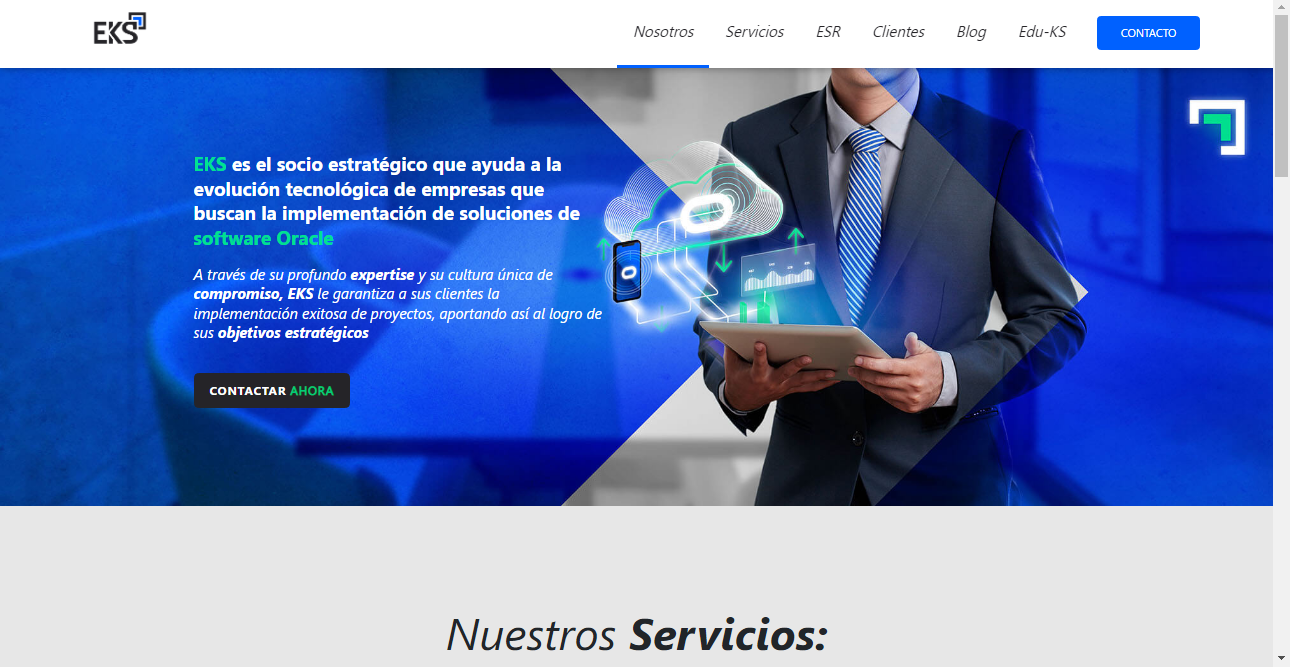 EKS
Nosotros
Servicios
ESR
Clientes
Blog
Edu-KS
CONTACTO
EKS es el socio estratégico que ayuda a la
evolución tecnológica de empresas que
buscan la implementación de soluciones de
software Oracle
A través de su profundo expertise y su cultura única de
compromiso, EKS le garantiza a sus clientes la
implementación exitosa de proyectos, aportando así al logro de
sus objetivos estratégicos
CONTACTAR AHORA
Nuestros Servicios: